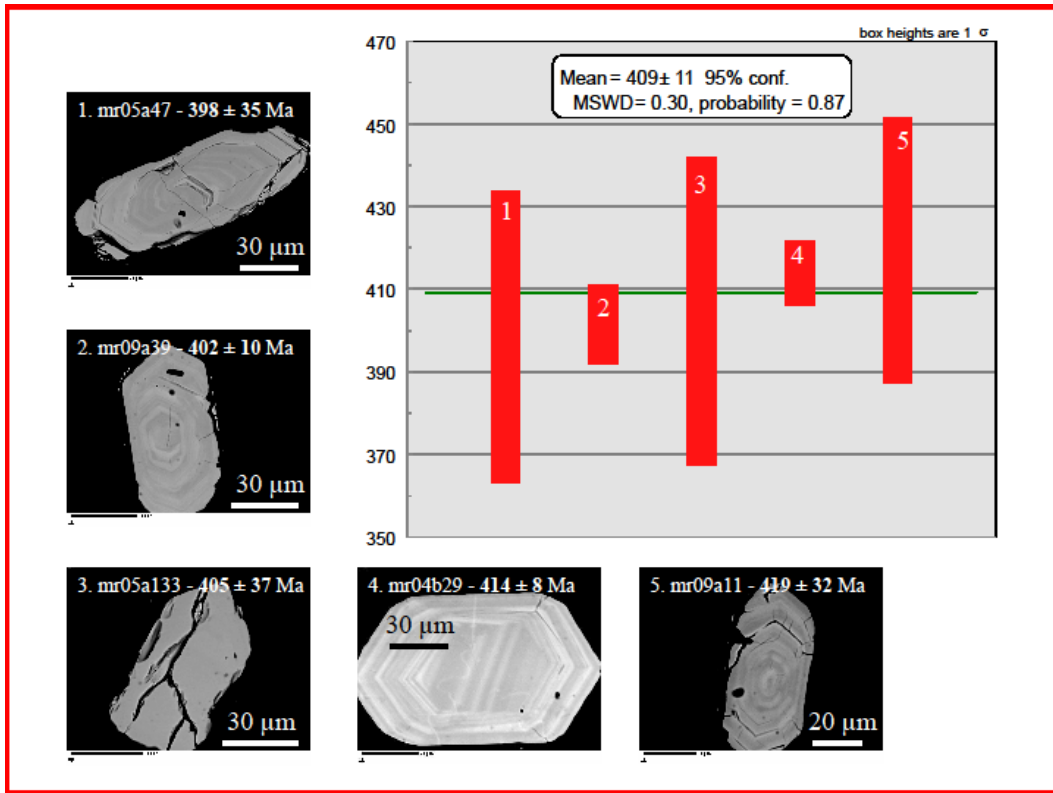 box heights are 1 σ
470
450
430
410
390
370
350
Mean = 409± 11 95% conf.
MSWD= 0.30, probability = 0.87
1
2
3
4
5
1. mr05a47 - 398 ± 35 Ma
30 µm
2. mr09a39 - 402 ± 10 Ma
30 µm
3. mr05a133 - 405 ± 37 Ma
30 µm
4. mr04b29 - 414 ± 8 Ma
30 µm
5. mr09a11 - 419 ± 32 Ma
20 µm